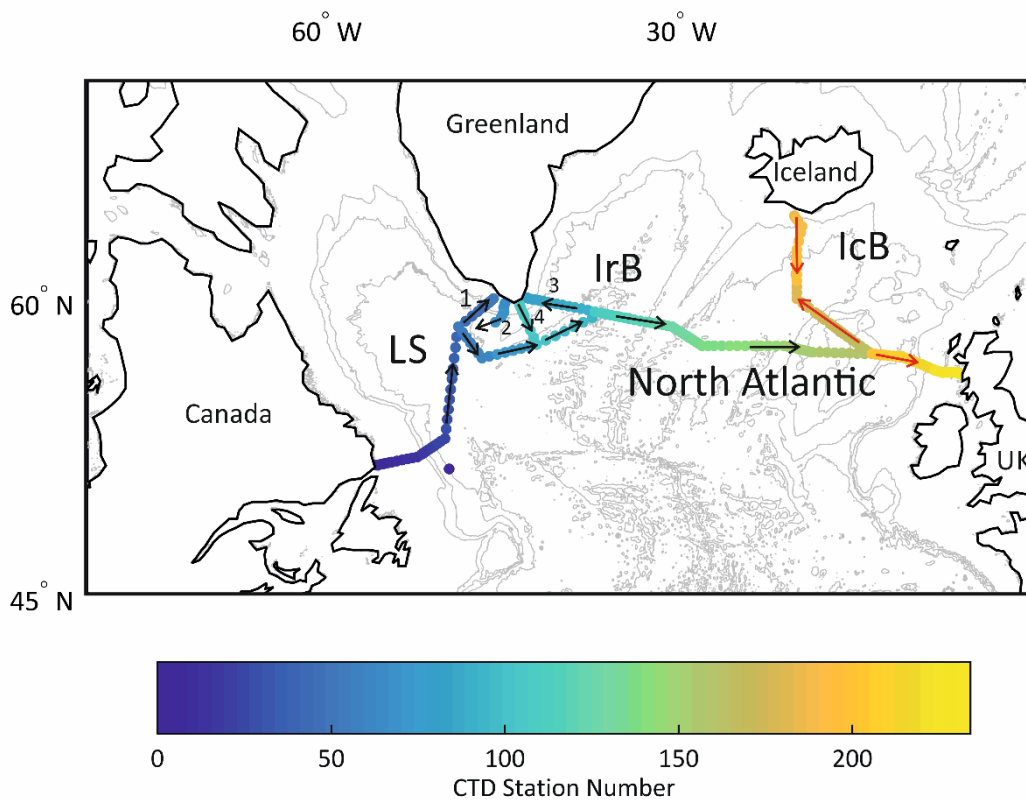 60° W
30° W
Greenland
Iceland
IcB
IrB
3
60° N
1
4
2
LS
North Atlantic
Canada
UK
45° N
0
50
100
150
200
CTD Station Number